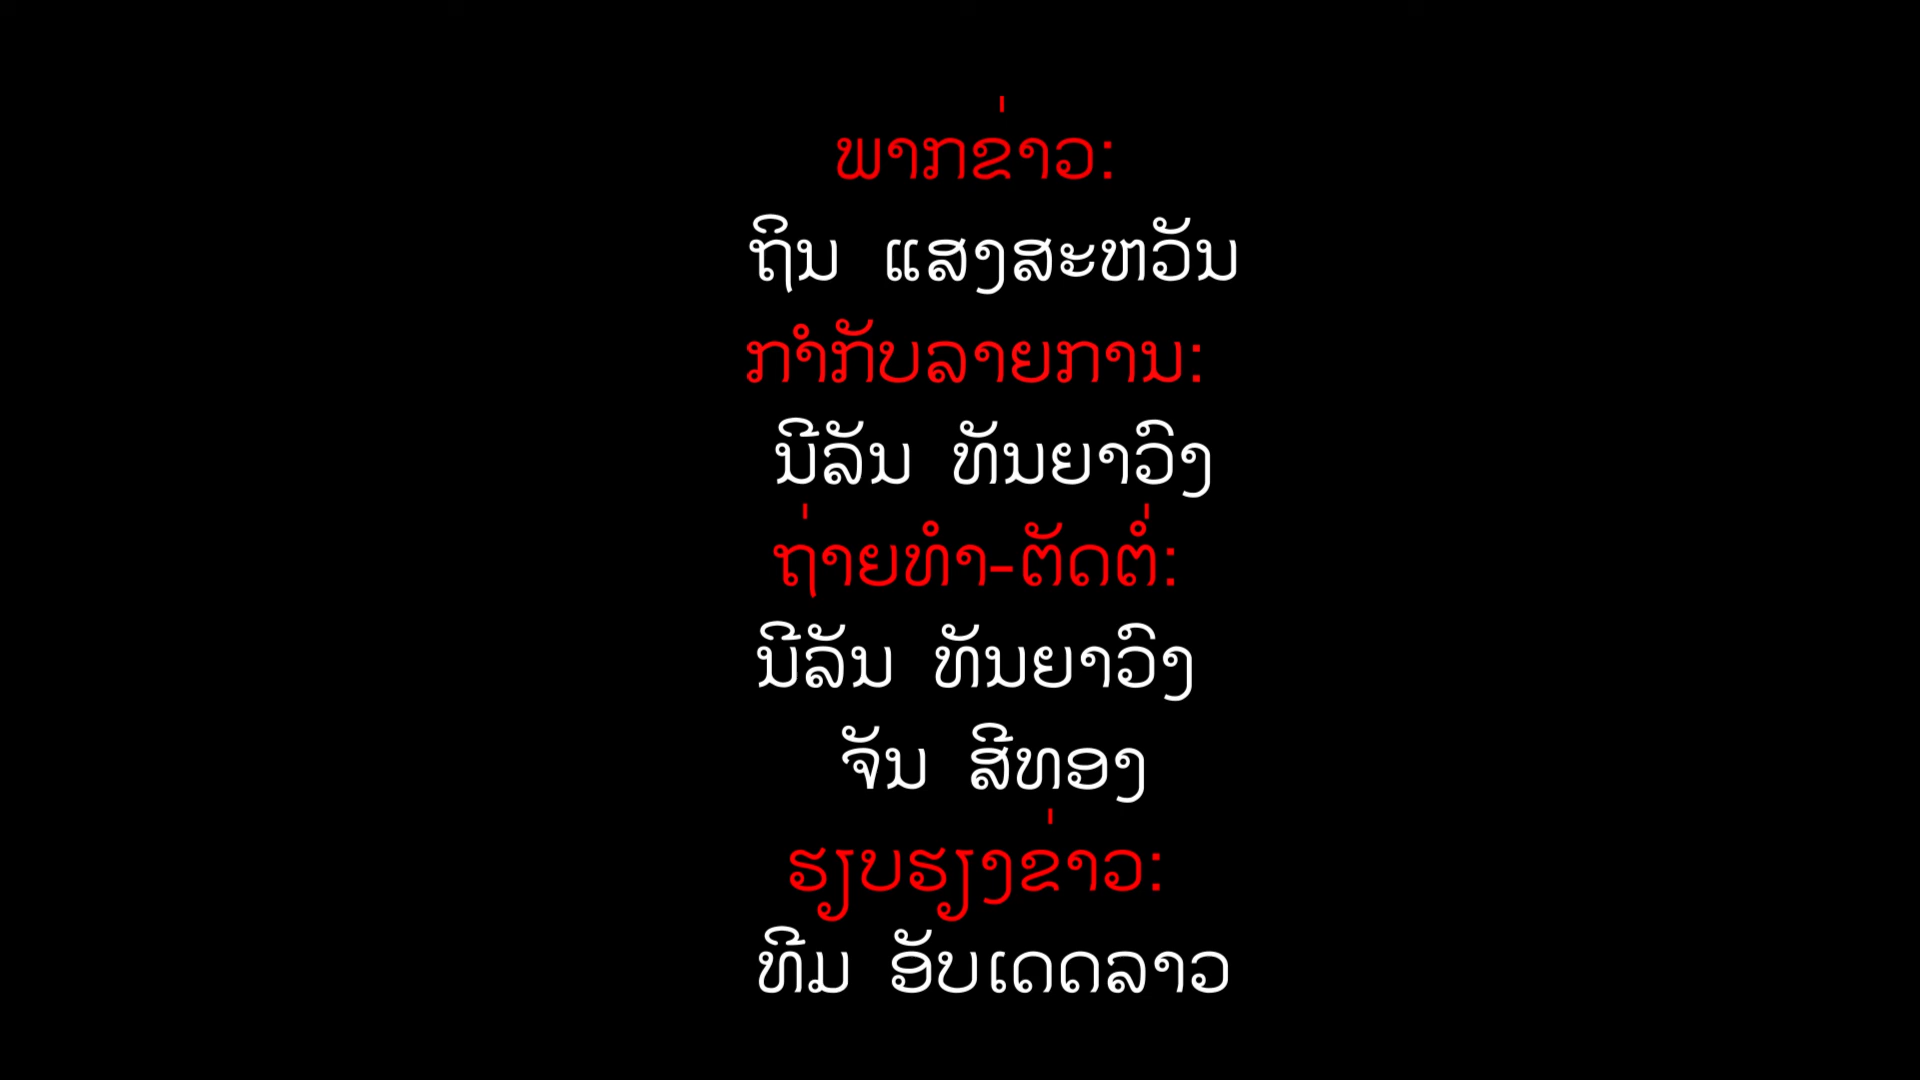 ພາກຂ່າວ:
ຖິນ ແສງສະຫວັນ
ກຳກັບລາຍການ:
ນີລັນ ທັນຍາວົງ
ຖ່າຍທຳ-ຕັດຕໍ່:
ນີລັນ ທັນຍາວົງ
ຈັນ ສີທອງ
ຮຽບຮຽງຂ່າວ:
ທີມ ອັບເດດລາວ